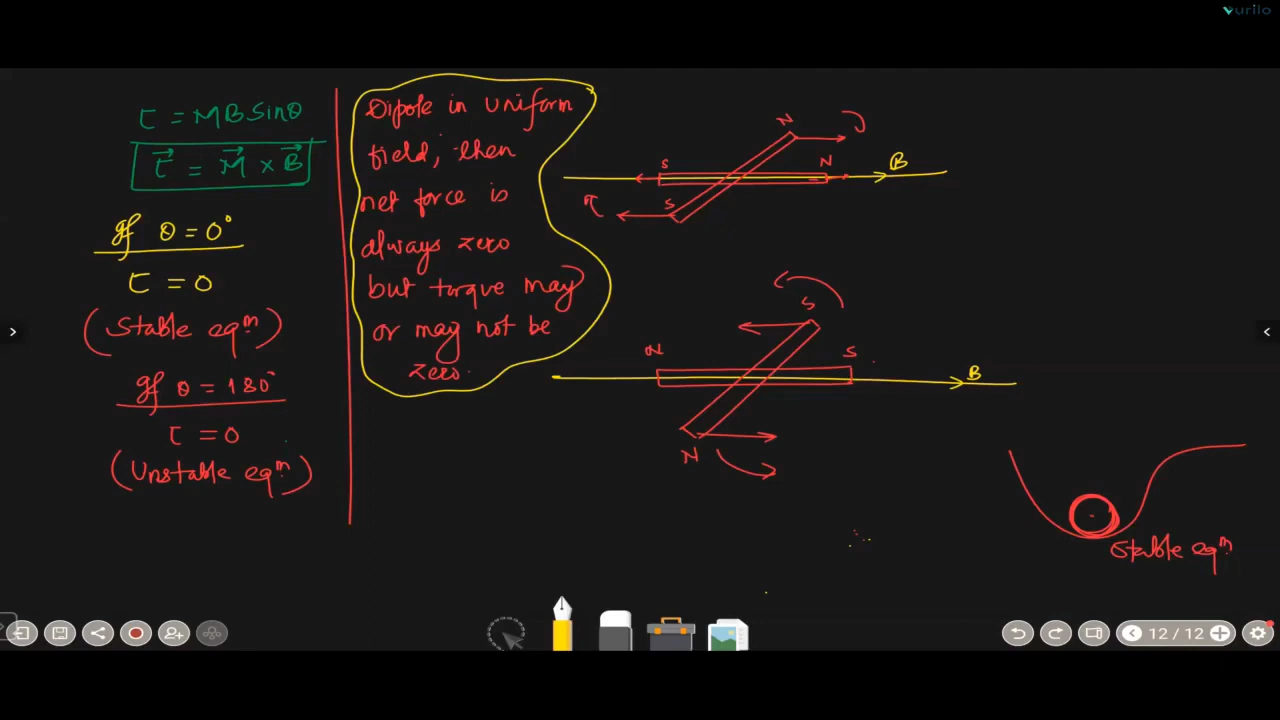 vurilo
τ = MB Sinθ
τ⃗ = M⃗ × B⃗
If θ = 0°
τ = 0
(Stable eqᵐ)
If θ = 180°
τ = 0
(Unstable eqᵐ)
Dipole in uniform
field, then
net force is
always zero
but torque may
or may not be
zero.
N
S
N
B
S
S
N
S
B
N
Stable eqᵐ
12 / 12